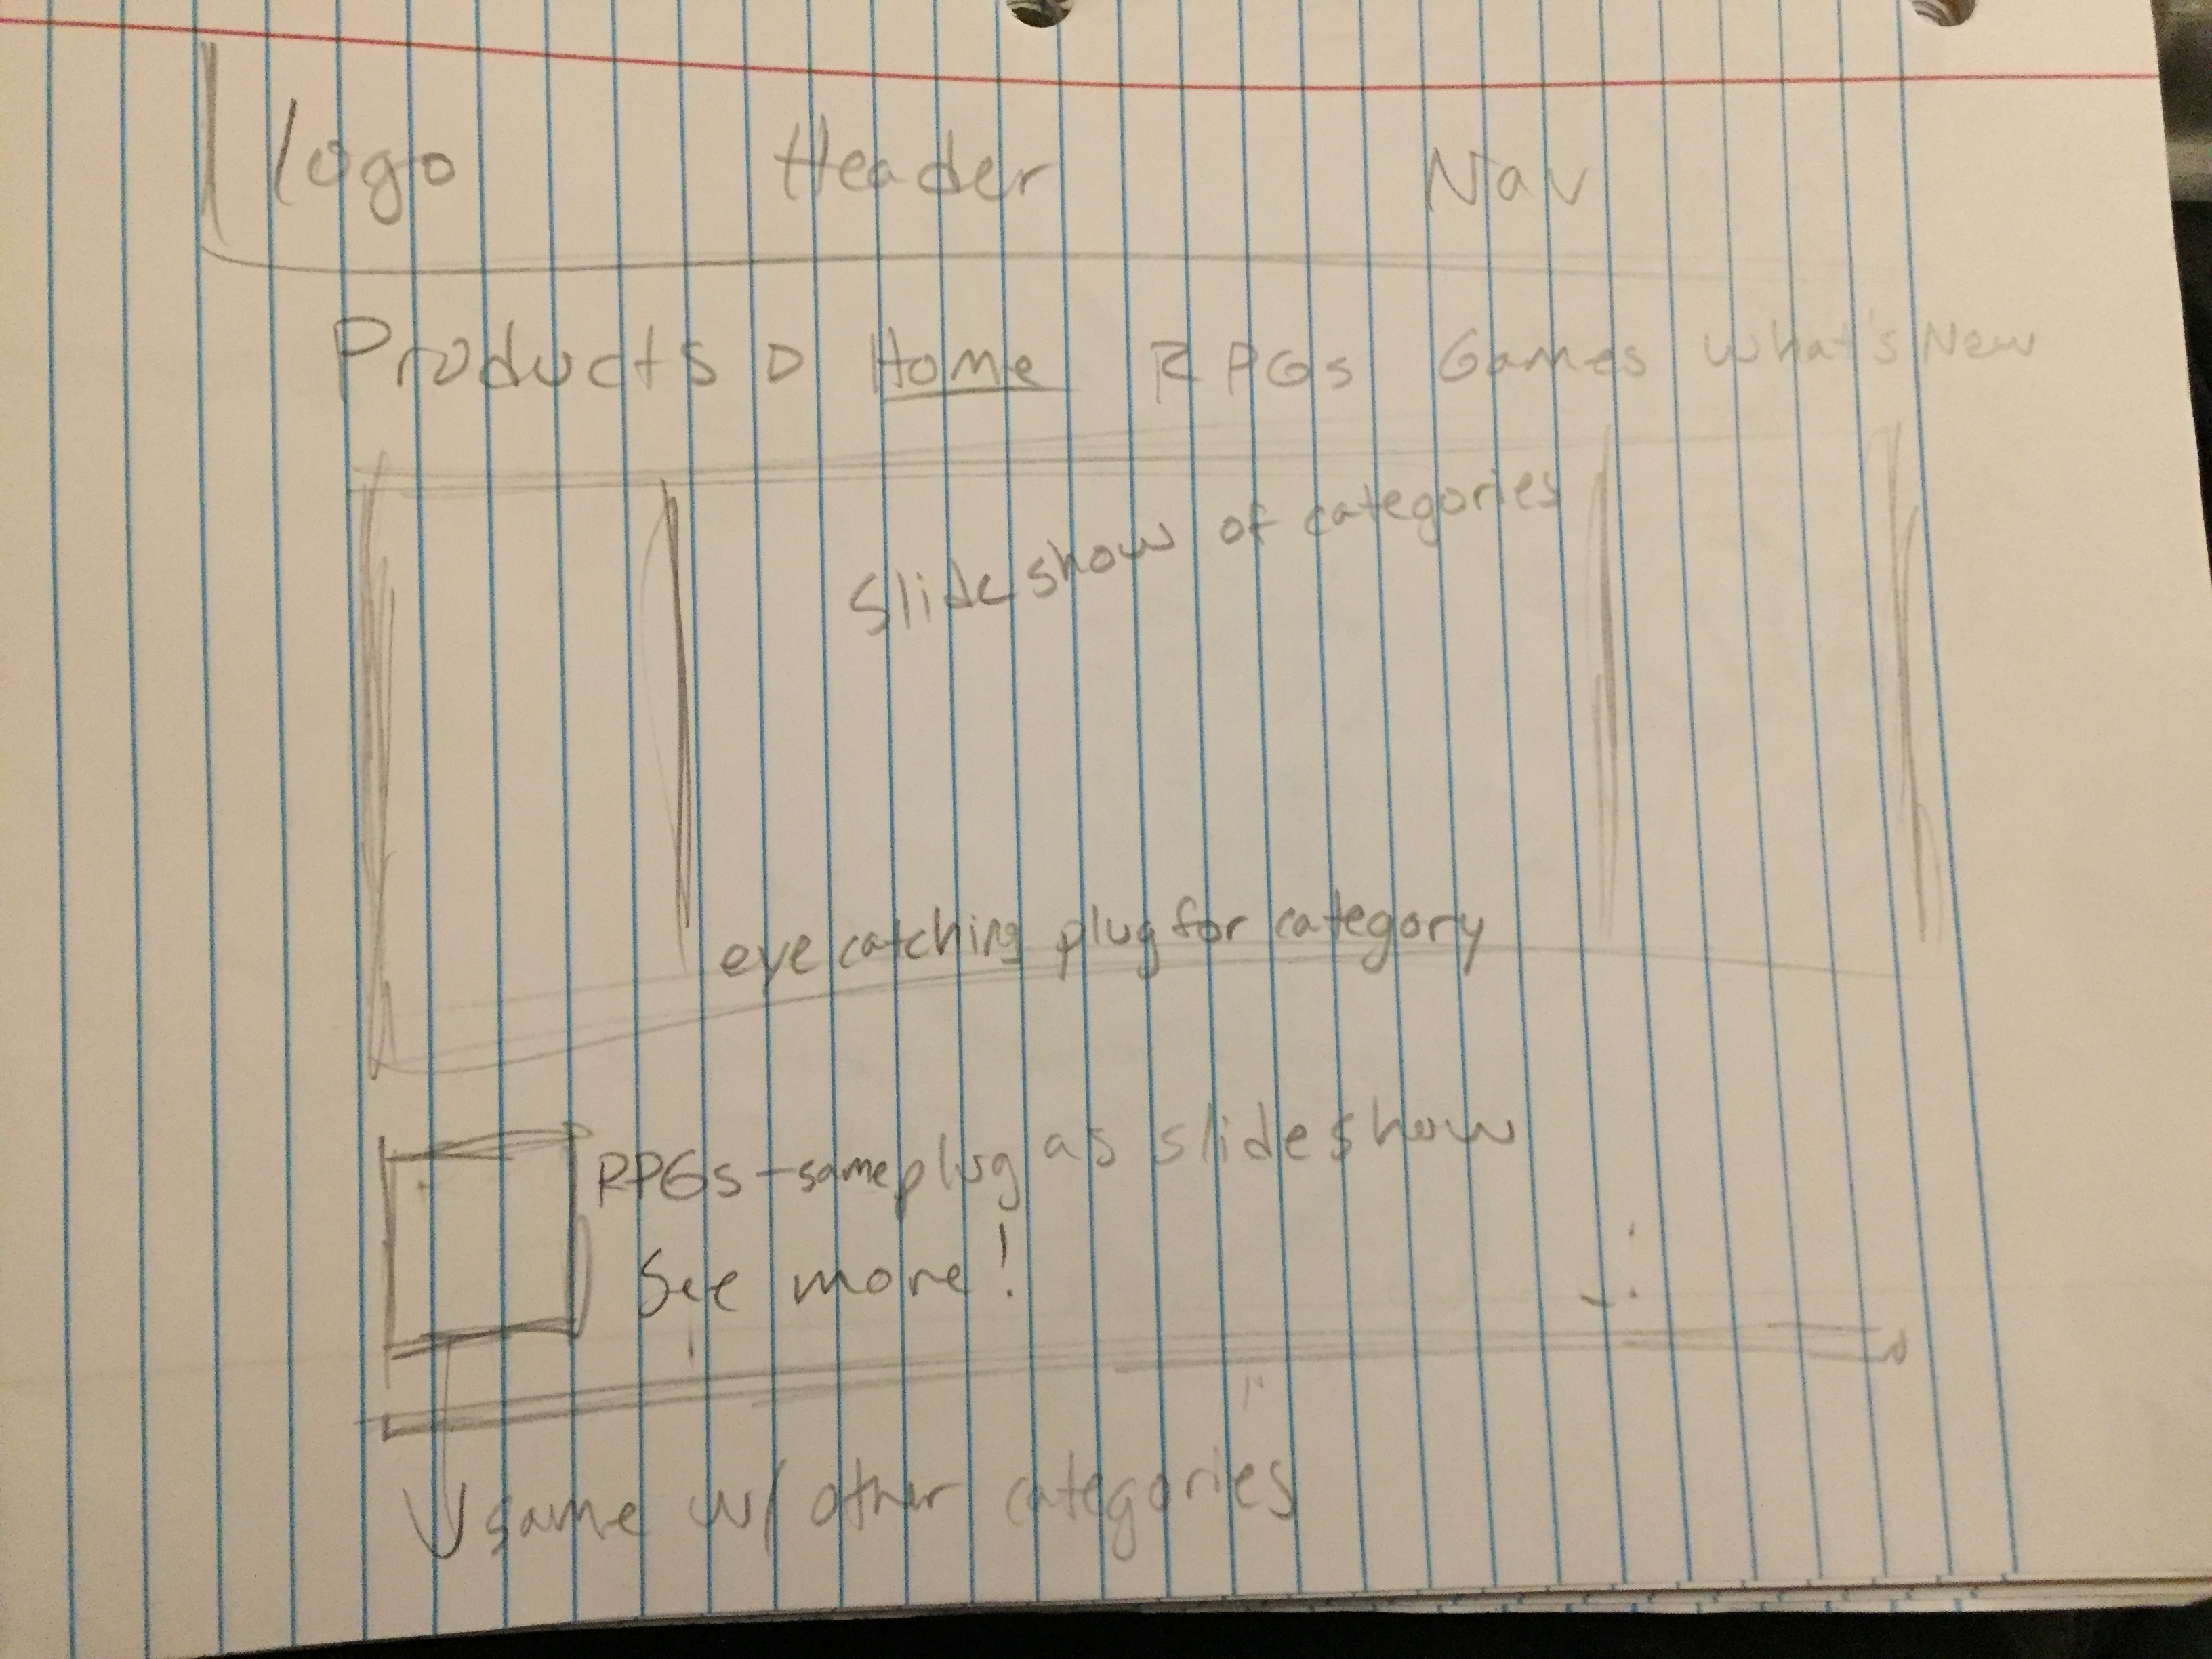 logo Header Nav
Products D Home RPGs Games What's New
Slideshow of categories
eye catching plug for category
RPGs - same plug as slideshow
See more!
same w/ other categories